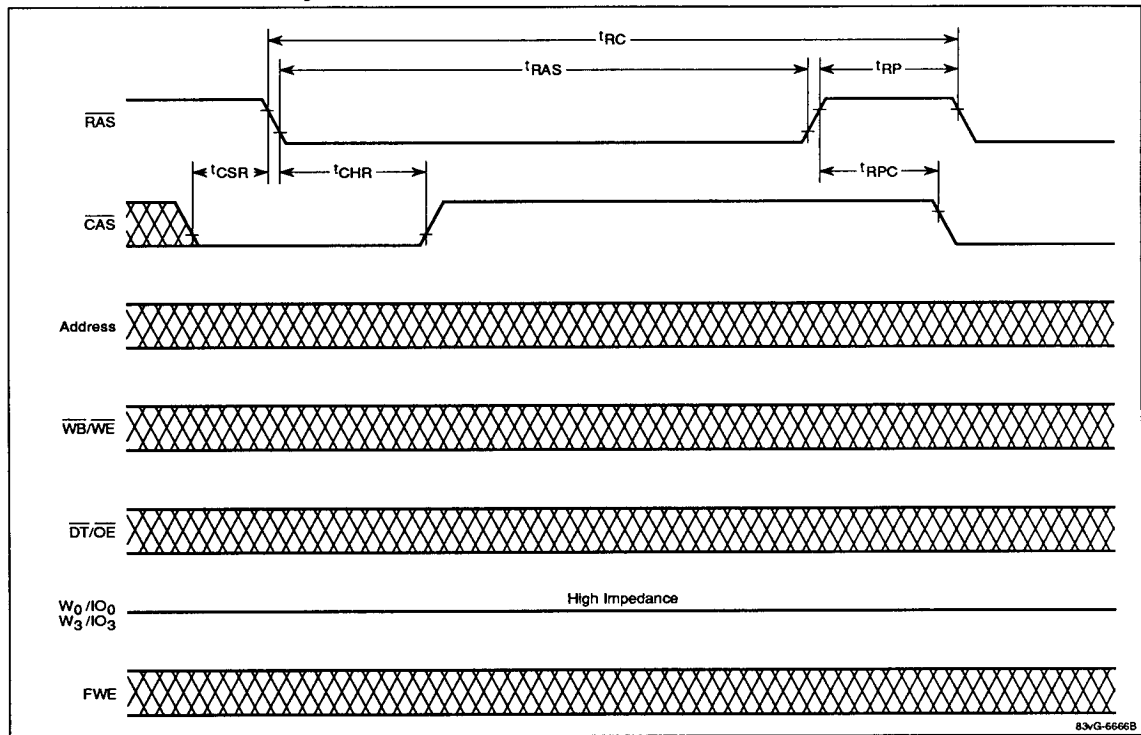 tRC
tRAS
tRP
RAS
tCSR
tCHR
tRPC
CAS
Address
WB/WE
DT/OE
High Impedance
W0/IO0
W3/IO3
FWE
83vG-6666B